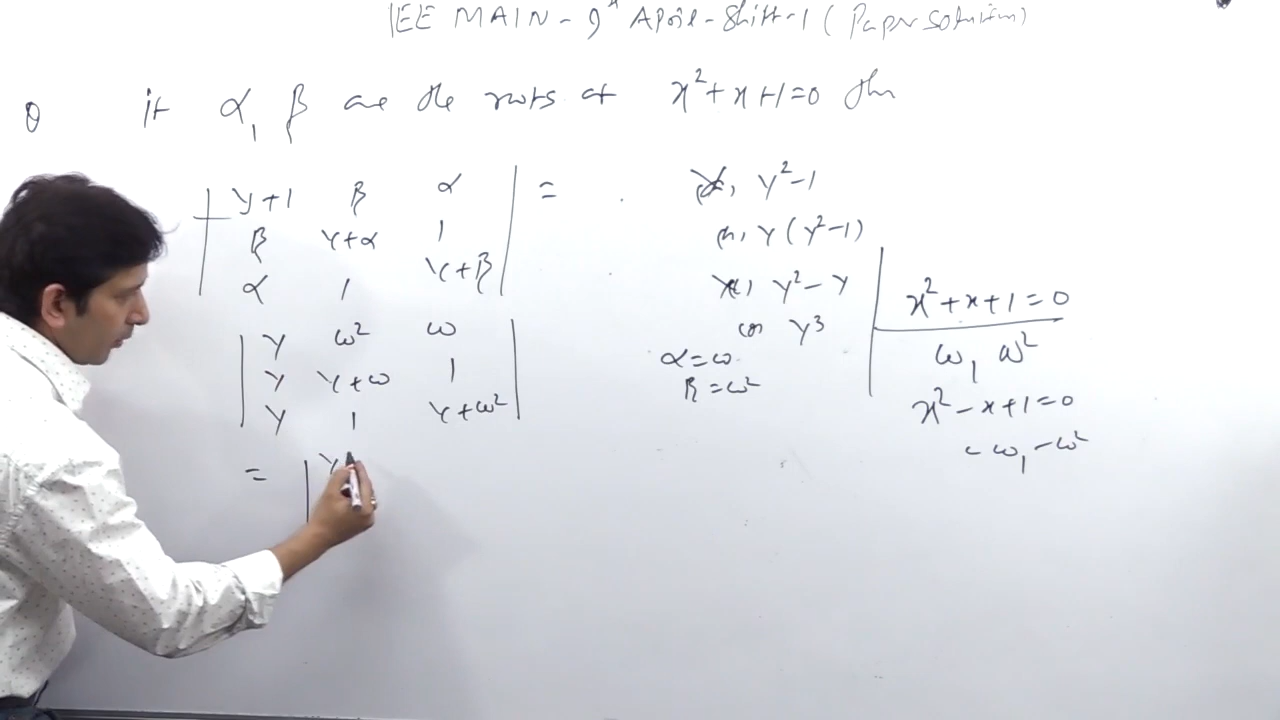 JEE MAIN - 9th April - Shift-1 (Paper solution)
Q if α, β are the roots of x²+x+1=0 then
| y+1 β α | =
| β y+α 1 |
| α 1 y+β |
y²-1
y(y²-1)
y²-y
y³
| y ω² ω |
| y y+ω 1 |
| y 1 y+ω² |
α=ω
β=ω²
x²+x+1=0
ω, ω²
x²-x+1=0
-ω, -ω²
= | y